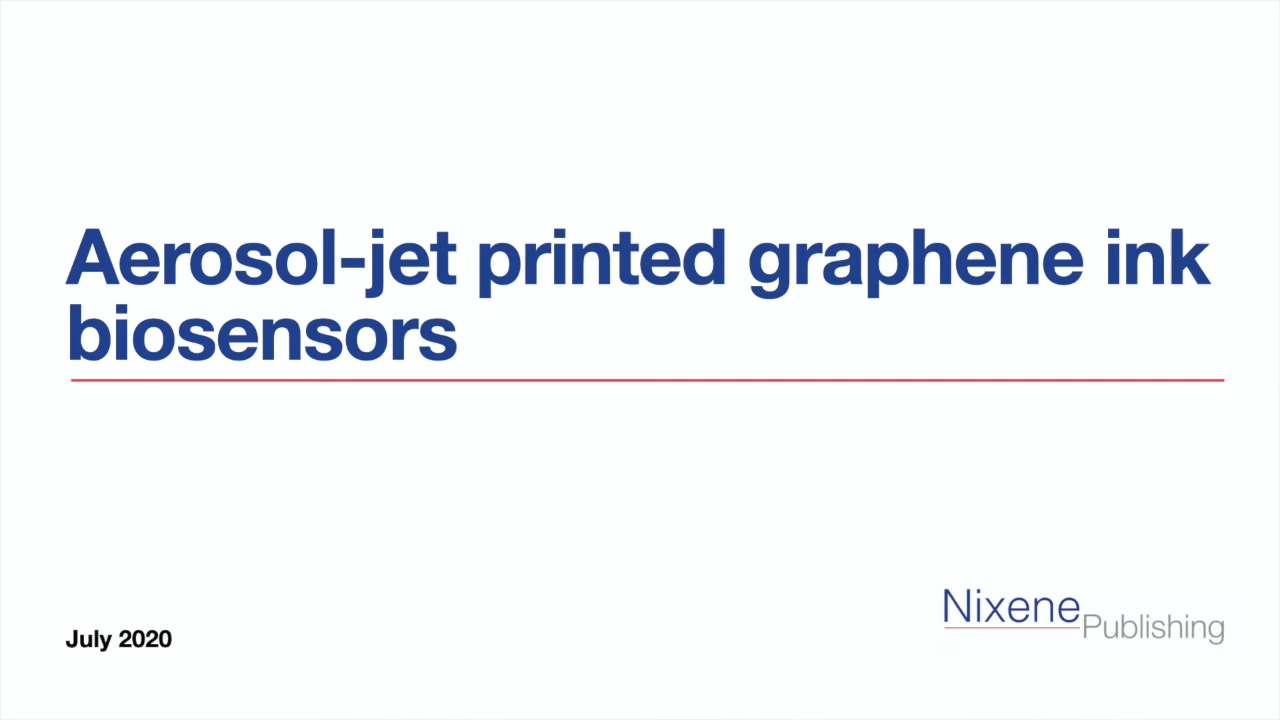 Aerosol-jet printed graphene ink
biosensors
July 2020
Nixene
Publishing